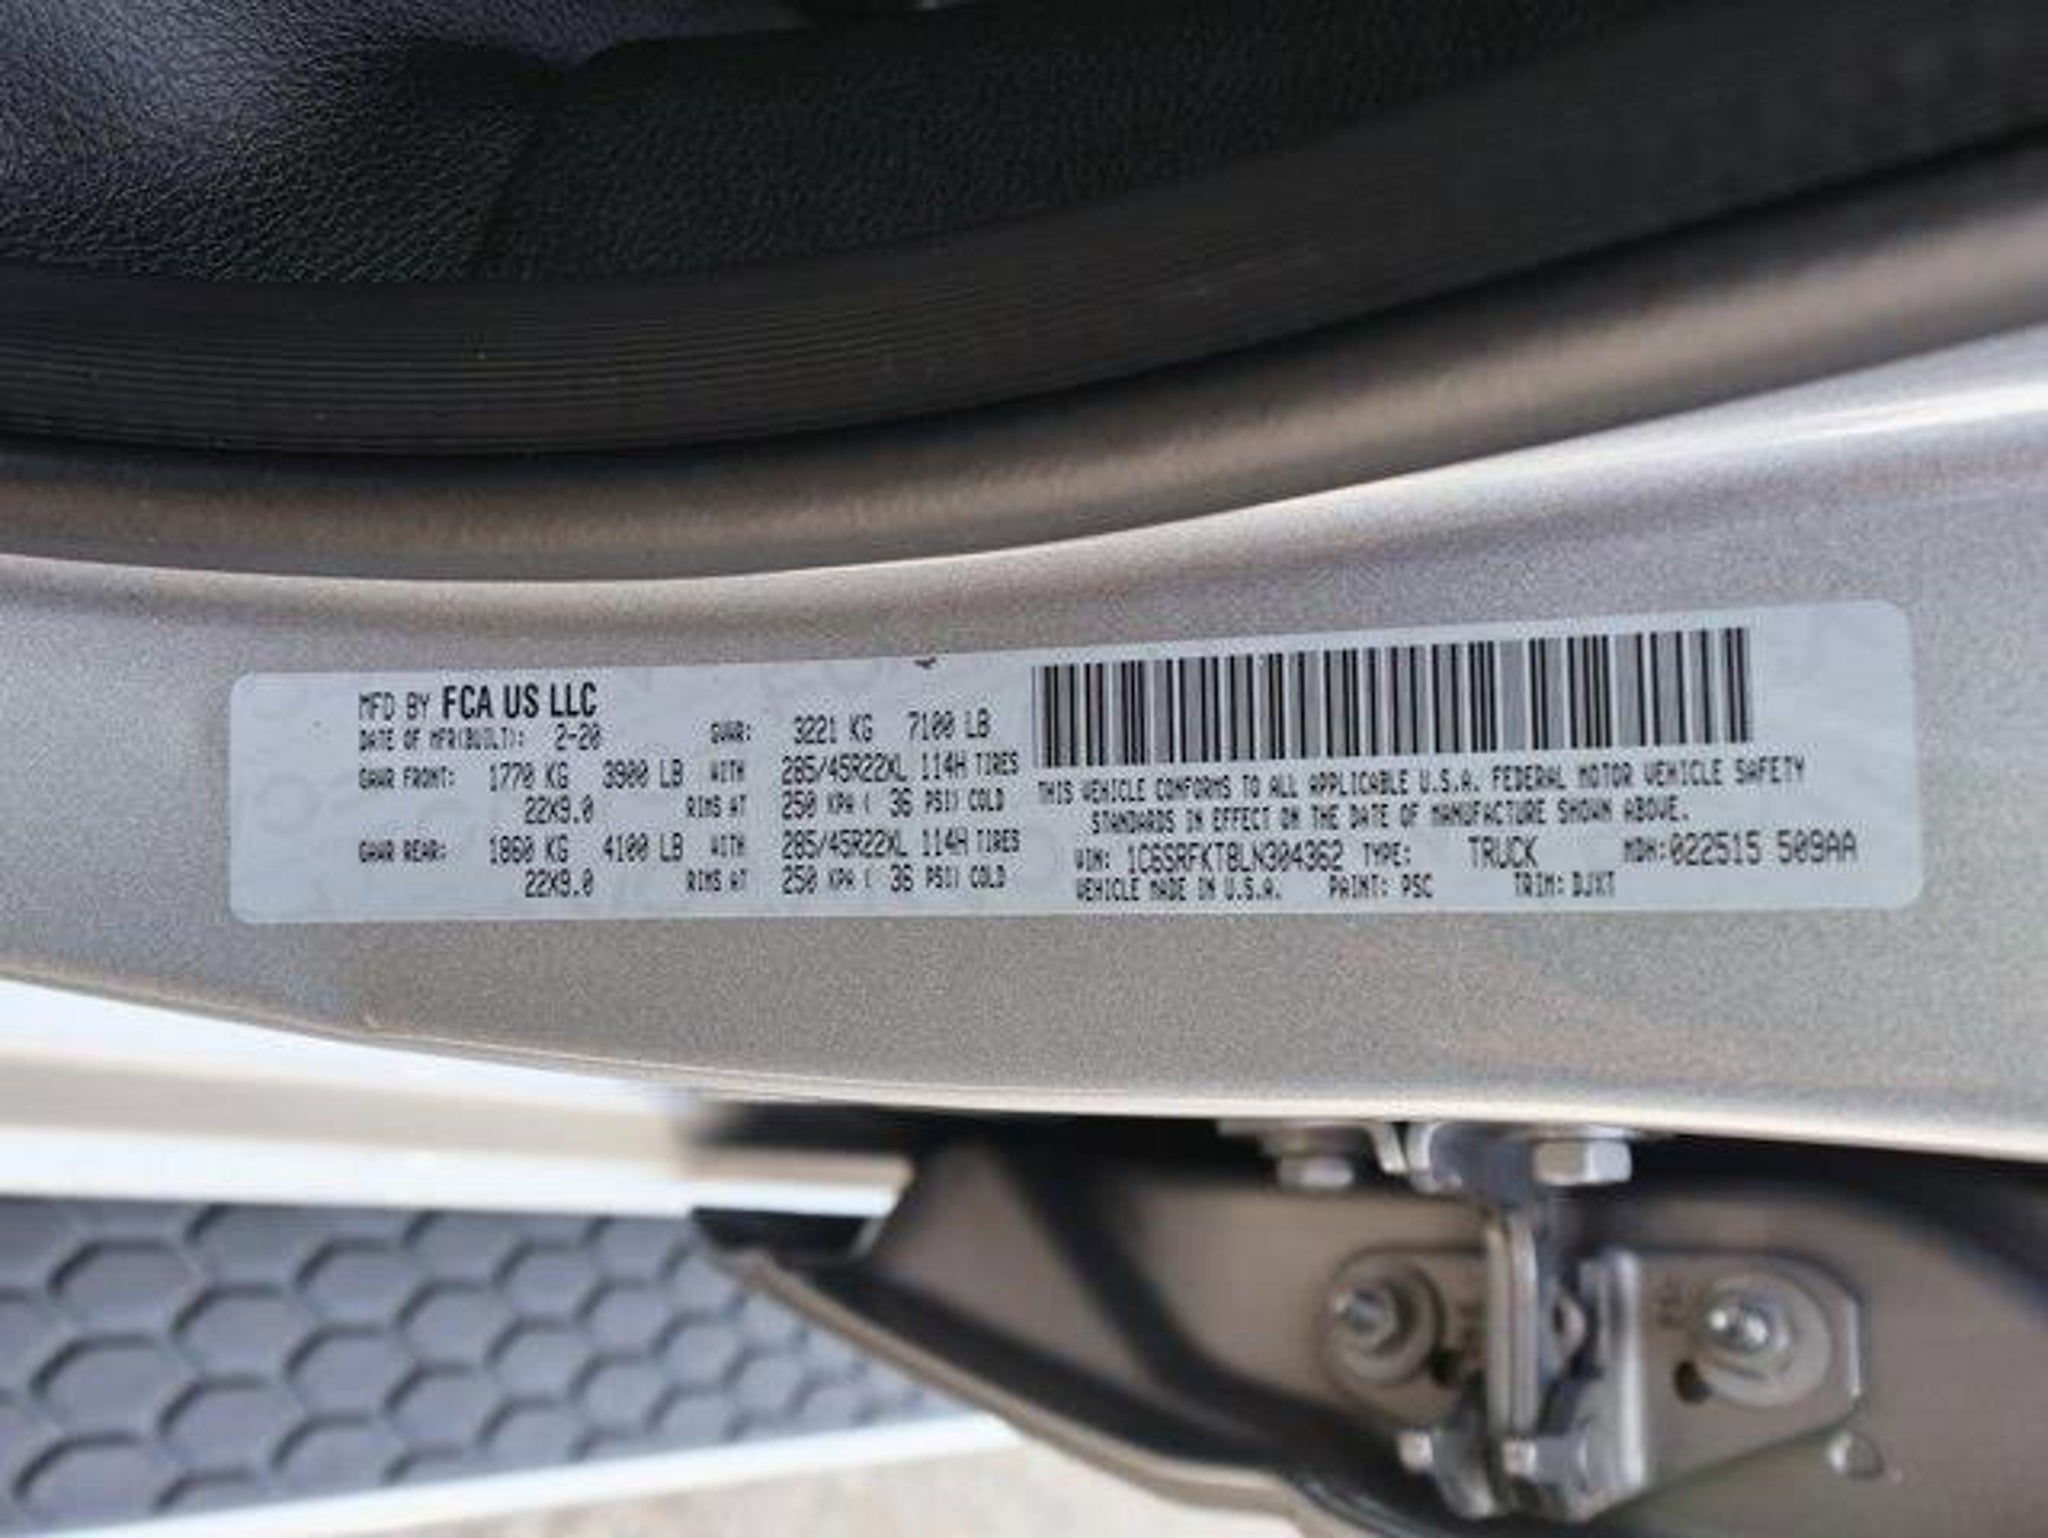 MFD BY FCA US LLC
DATE OF MFR(BUILT): 2-20 GVWR: 3221 KG 7100 LB
GAWR FRONT: 1770 KG 3900 LB WITH 285/45R22XL 114H TIRES
22X9.0 RIMS AT 250 KPA ( 36 PSI) COLD
GAWR REAR: 1860 KG 4100 LB WITH 285/45R22XL 114H TIRES
22X9.0 RIMS AT 250 KPA ( 36 PSI) COLD
THIS VEHICLE CONFORMS TO ALL APPLICABLE U.S.A. FEDERAL MOTOR VEHICLE SAFETY
STANDARDS IN EFFECT ON THE DATE OF MANUFACTURE SHOWN ABOVE.
VIN: 1C6SRFKT8LN304362 TYPE: TRUCK MDH:022515 509AA
VEHICLE MADE IN U.S.A. PAINT: PSC TRIM: DJXT